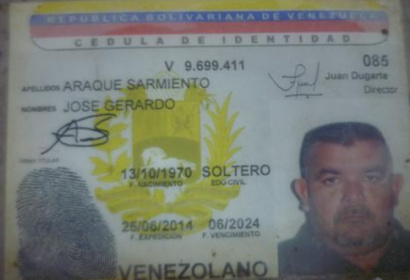 REPUBLICA BOLIVARIANA DE VENEZUELA
CEDULA DE IDENTIDAD
V 9.699.411
085
Juan Dugarte
Director
APELLIDOS ARAQUE SARMIENTO
NOMBRES JOSE GERARDO
FIRMA TITULAR
13/10/1970 SOLTERO
F. NACIMIENTO EDO CIVIL
25/06/2014 06/2024
F. EXPEDICION F. VENCIMIENTO
VENEZOLANO